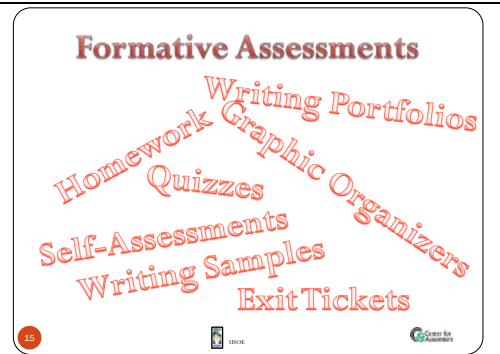 Formative Assessments
Writing Portfolios
Homework
Graphic Organizers
Quizzes
Self-Assessments
Writing Samples
Exit Tickets
15
USOE
Center for
Assessment